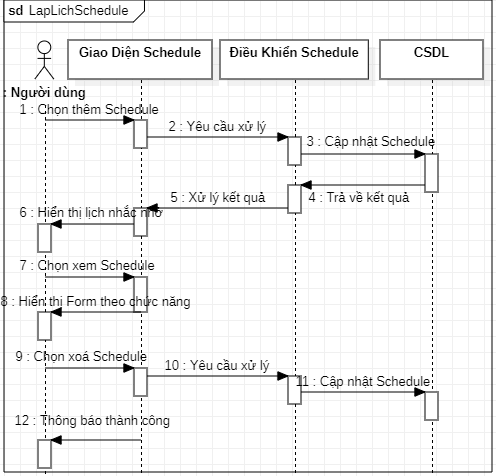 sd LapLichSchedule
Giao Diện Schedule
Điều Khiển Schedule
CSDL
: Người dùng
1 : Chọn thêm Schedule
2 : Yêu cầu xử lý
3 : Cập nhật Schedule
4 : Trả về kết quả
5 : Xử lý kết quả
6 : Hiển thị lịch nhắc nhở
7 : Chọn xem Schedule
8 : Hiển thị Form theo chức năng
9 : Chọn xoá Schedule
10 : Yêu cầu xử lý
11 : Cập nhật Schedule
12 : Thông báo thành công